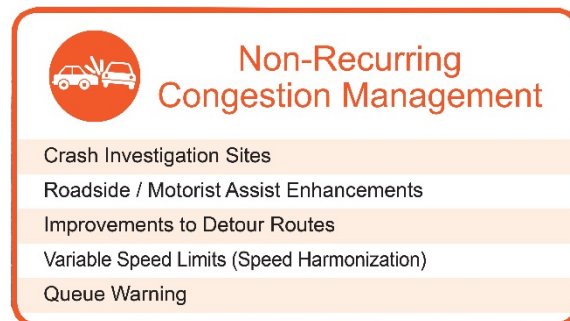 Non-Recurring
Congestion Management
Crash Investigation Sites
Roadside / Motorist Assist Enhancements
Improvements to Detour Routes
Variable Speed Limits (Speed Harmonization)
Queue Warning